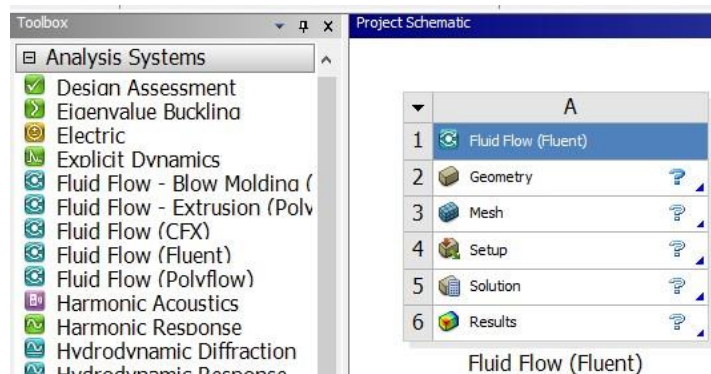 Toolbox
Analysis Systems
Design Assessment
Eigenvalue Buckling
Electric
Explicit Dynamics
Fluid Flow - Blow Molding (
Fluid Flow - Extrusion (Poly
Fluid Flow (CFX)
Fluid Flow (Fluent)
Fluid Flow (Polyflow)
Harmonic Acoustics
Harmonic Response
Hydrodynamic Diffraction
Hydrodynamic Response
Project Schematic
A
1 Fluid Flow (Fluent)
2 Geometry ?
3 Mesh ?
4 Setup ?
5 Solution ?
6 Results ?
Fluid Flow (Fluent)